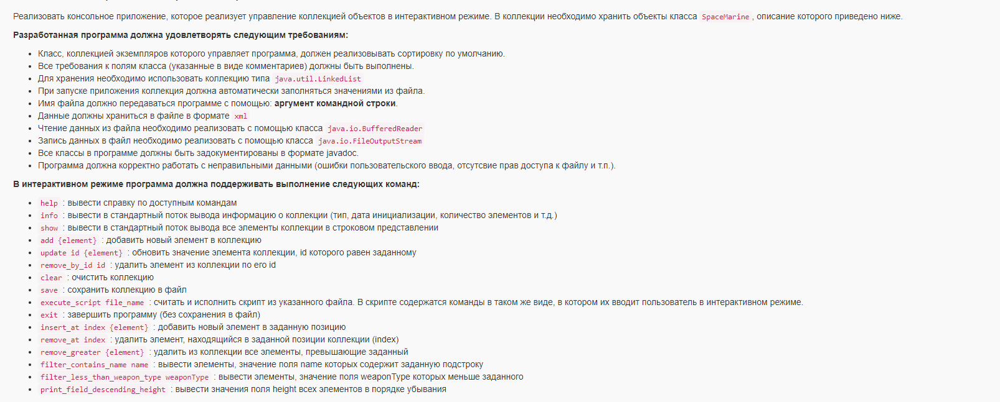 Реализовать консольное приложение, которое реализует управление коллекцией объектов в интерактивном режиме. В коллекции необходимо хранить объекты класса SpaceMarine, описание которого приведено ниже.
Разработанная программа должна удовлетворять следующим требованиям:
• Класс, коллекцией экземпляров которого управляет программа, должен реализовывать сортировку по умолчанию.
• Все требования к полям класса (указанные в виде комментариев) должны быть выполнены.
• Для хранения необходимо использовать коллекцию типа java.util.LinkedList
• При запуске приложения коллекция должна автоматически заполняться значениями из файла.
• Имя файла должно передаваться программе с помощью: аргумент командной строки.
• Данные должны храниться в файле в формате xml
• Чтение данных из файла необходимо реализовать с помощью класса java.io.BufferedReader
• Запись данных в файл необходимо реализовать с помощью класса java.io.FileOutputStream
• Все классы в программе должны быть задокументированы в формате javadoc.
• Программа должна корректно работать с неправильными данными (ошибки пользовательского ввода, отсутсвие прав доступа к файлу и т.п.).
В интерактивном режиме программа должна поддерживать выполнение следующих команд:
• help : вывести справку по доступным командам
• info : вывести в стандартный поток вывода информацию о коллекции (тип, дата инициализации, количество элементов и т.д.)
• show : вывести в стандартный поток вывода все элементы коллекции в строковом представлении
• add {element} : добавить новый элемент в коллекцию
• update id {element} : обновить значение элемента коллекции, id которого равен заданному
• remove_by_id id : удалить элемент из коллекции по его id
• clear : очистить коллекцию
• save : сохранить коллекцию в файл
• execute_script file_name : считать и исполнить скрипт из указанного файла. В скрипте содержатся команды в таком же виде, в котором их вводит пользователь в интерактивном режиме.
• exit : завершить программу (без сохранения в файл)
• insert_at index {element} : добавить новый элемент в заданную позицию
• remove_at index : удалить элемент, находящийся в заданной позиции коллекции (index)
• remove_greater {element} : удалить из коллекции все элементы, превышающие заданный
• filter_contains_name name : вывести элементы, значение поля name которых содержит заданную подстроку
• filter_less_than_weapon_type weaponType : вывести элементы, значение поля weaponType которых меньше заданного
• print_field_descending_height : вывести значения поля height всех элементов в порядке убывания